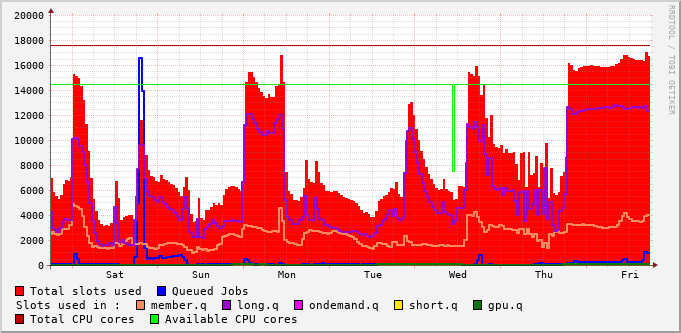 20000
18000
16000
14000
12000
10000
8000
6000
4000
2000
0
Sat Sun Mon Tue Wed Thu Fri
RRDTOOL / TOBI OETIKER
Total slots used Queued Jobs
Slots used in : member.q long.q ondemand.q short.q gpu.q
Total CPU cores Available CPU cores